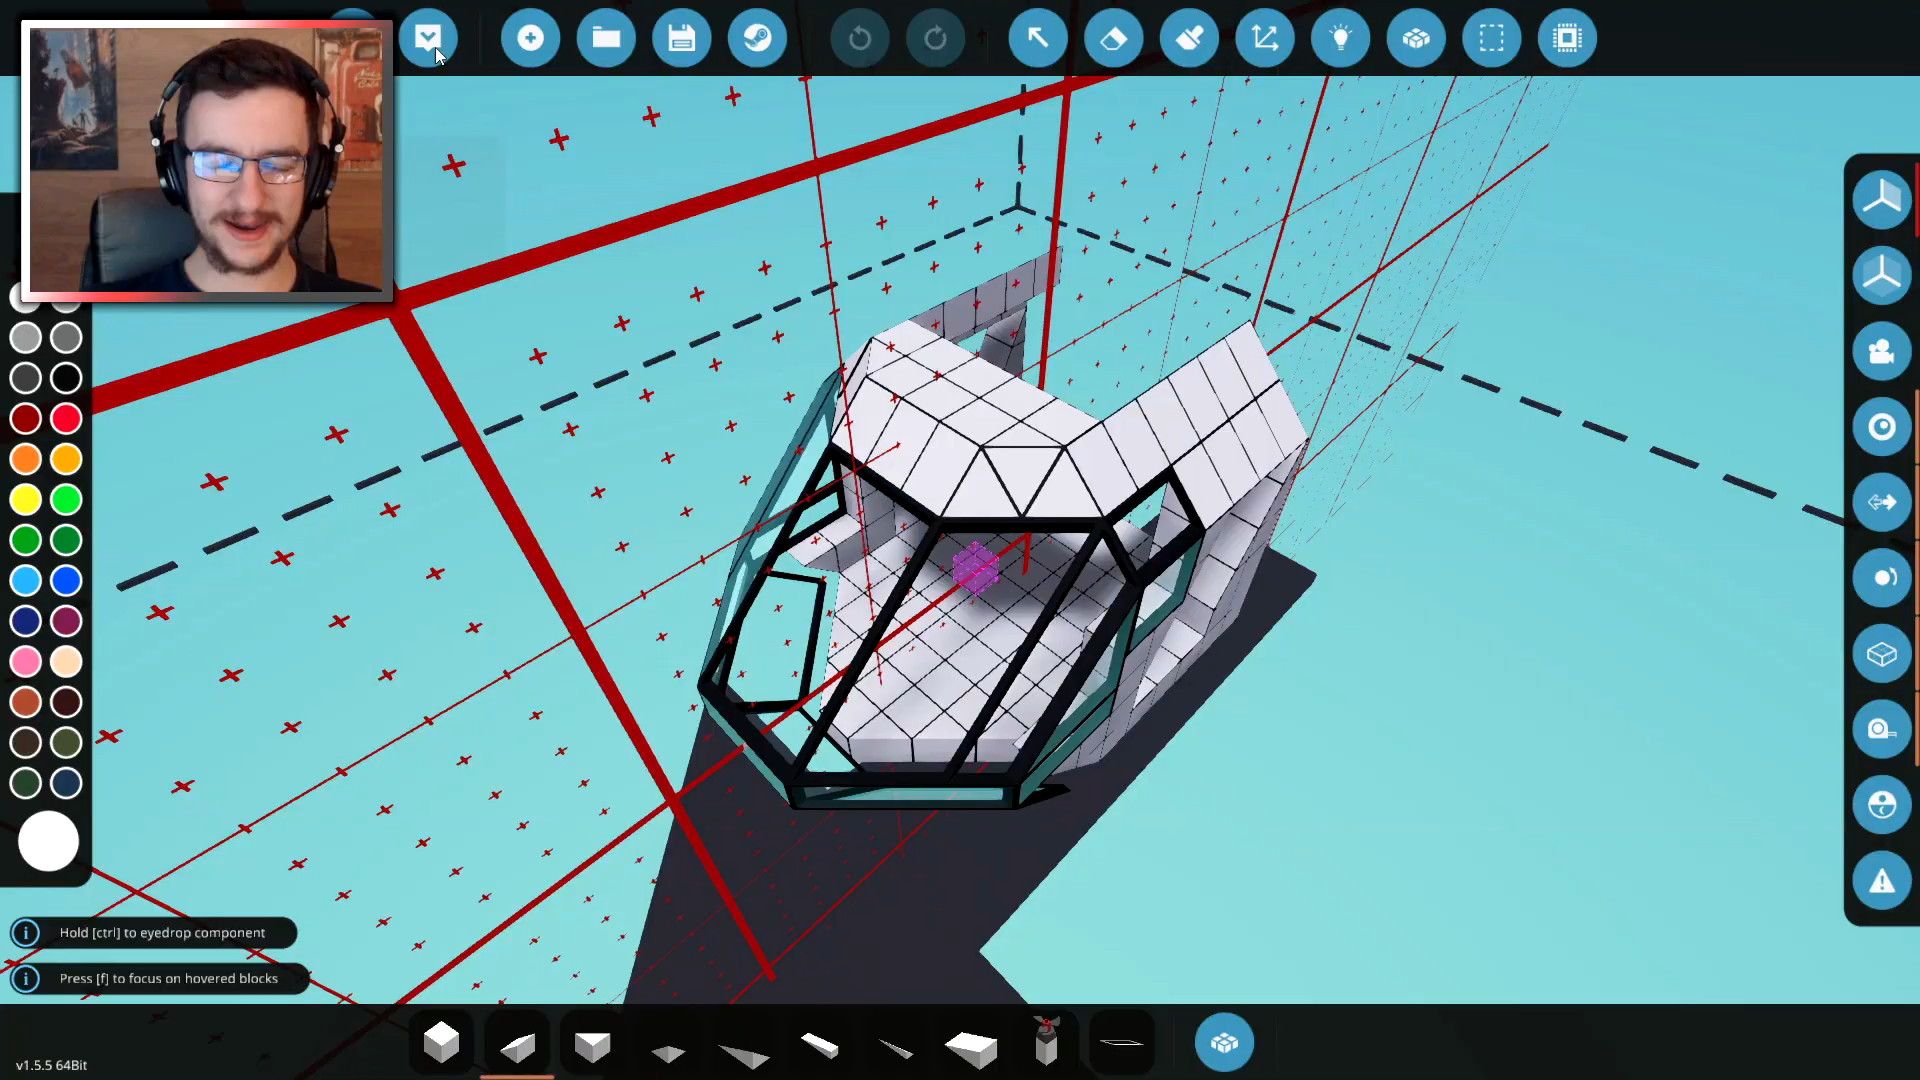 Hold [ctrl] to eyedrop component
Press [f] to focus on hovered blocks
v1.5.5 64Bit